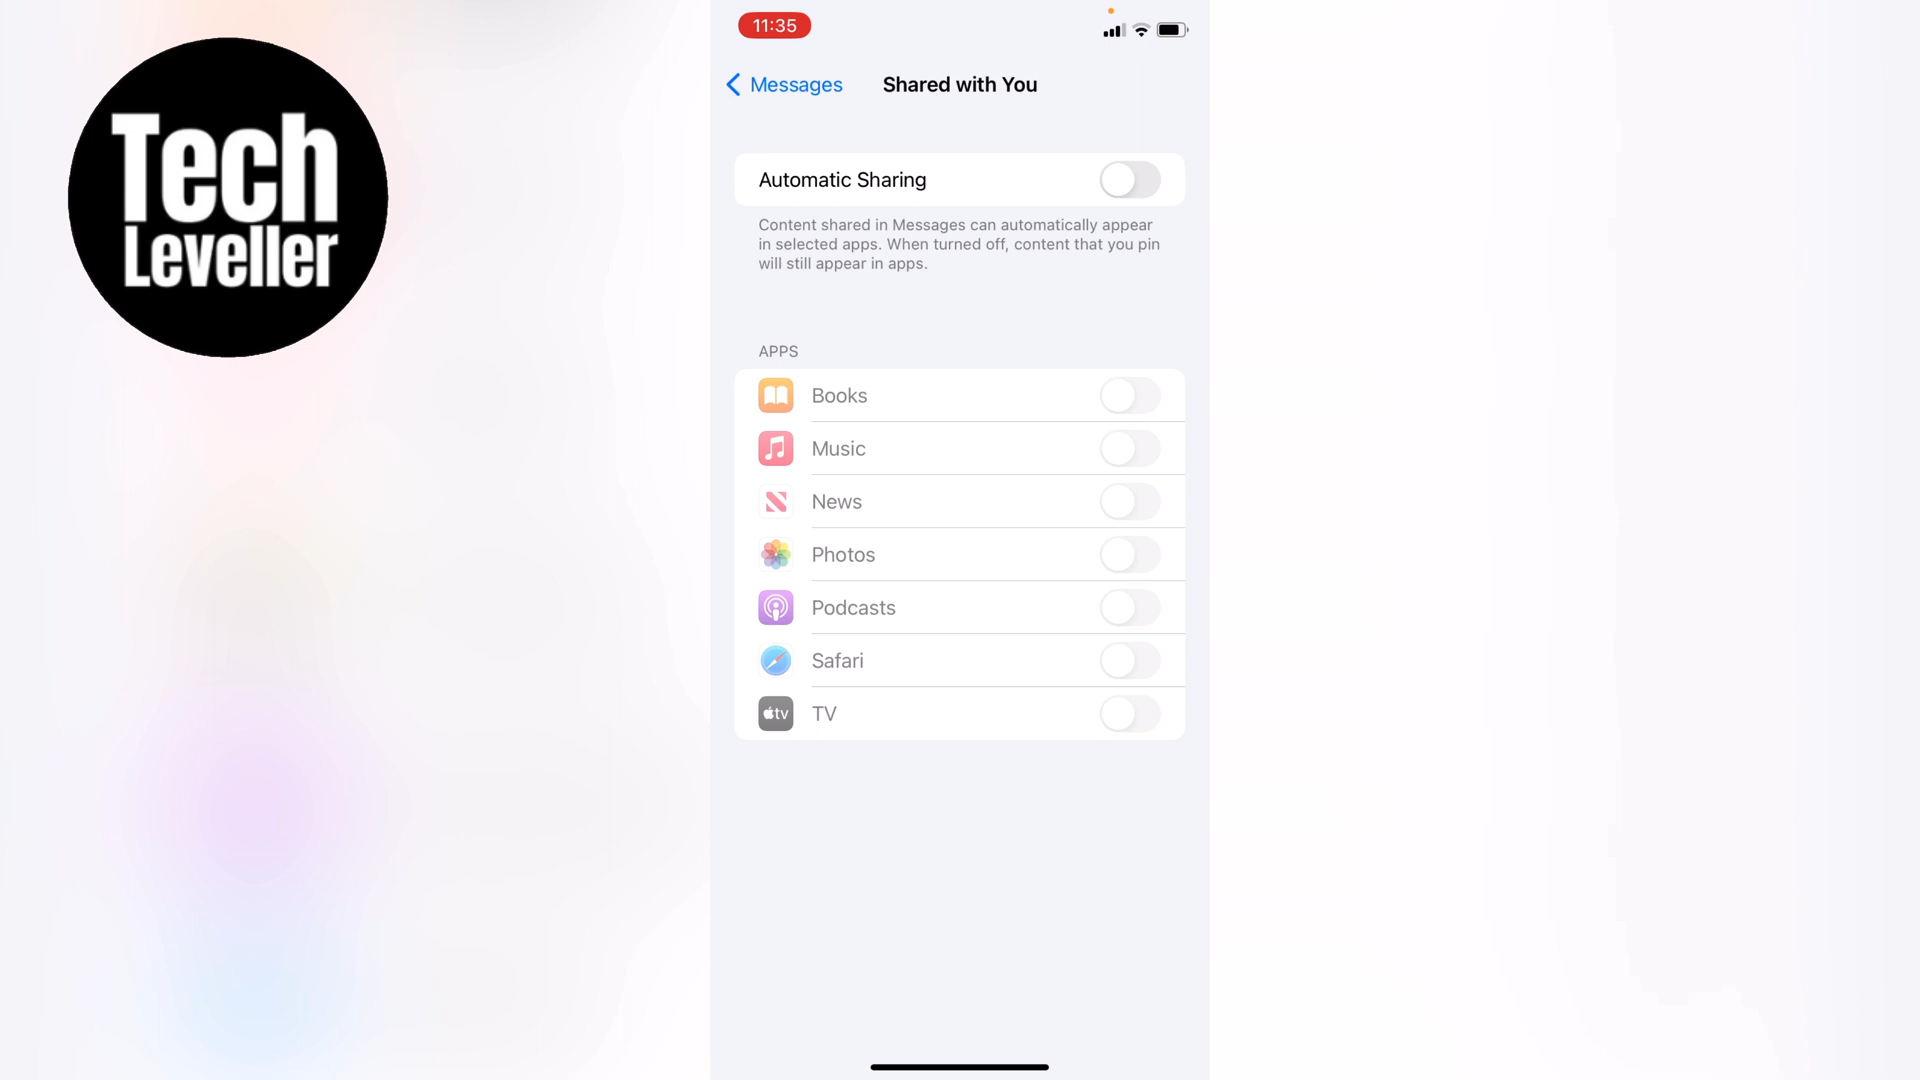 Tech
Leveller
11:35
Messages
Shared with You
Automatic Sharing
Content shared in Messages can automatically appear
in selected apps. When turned off, content that you pin
will still appear in apps.
APPS
Books
Music
News
Photos
Podcasts
Safari
tv TV